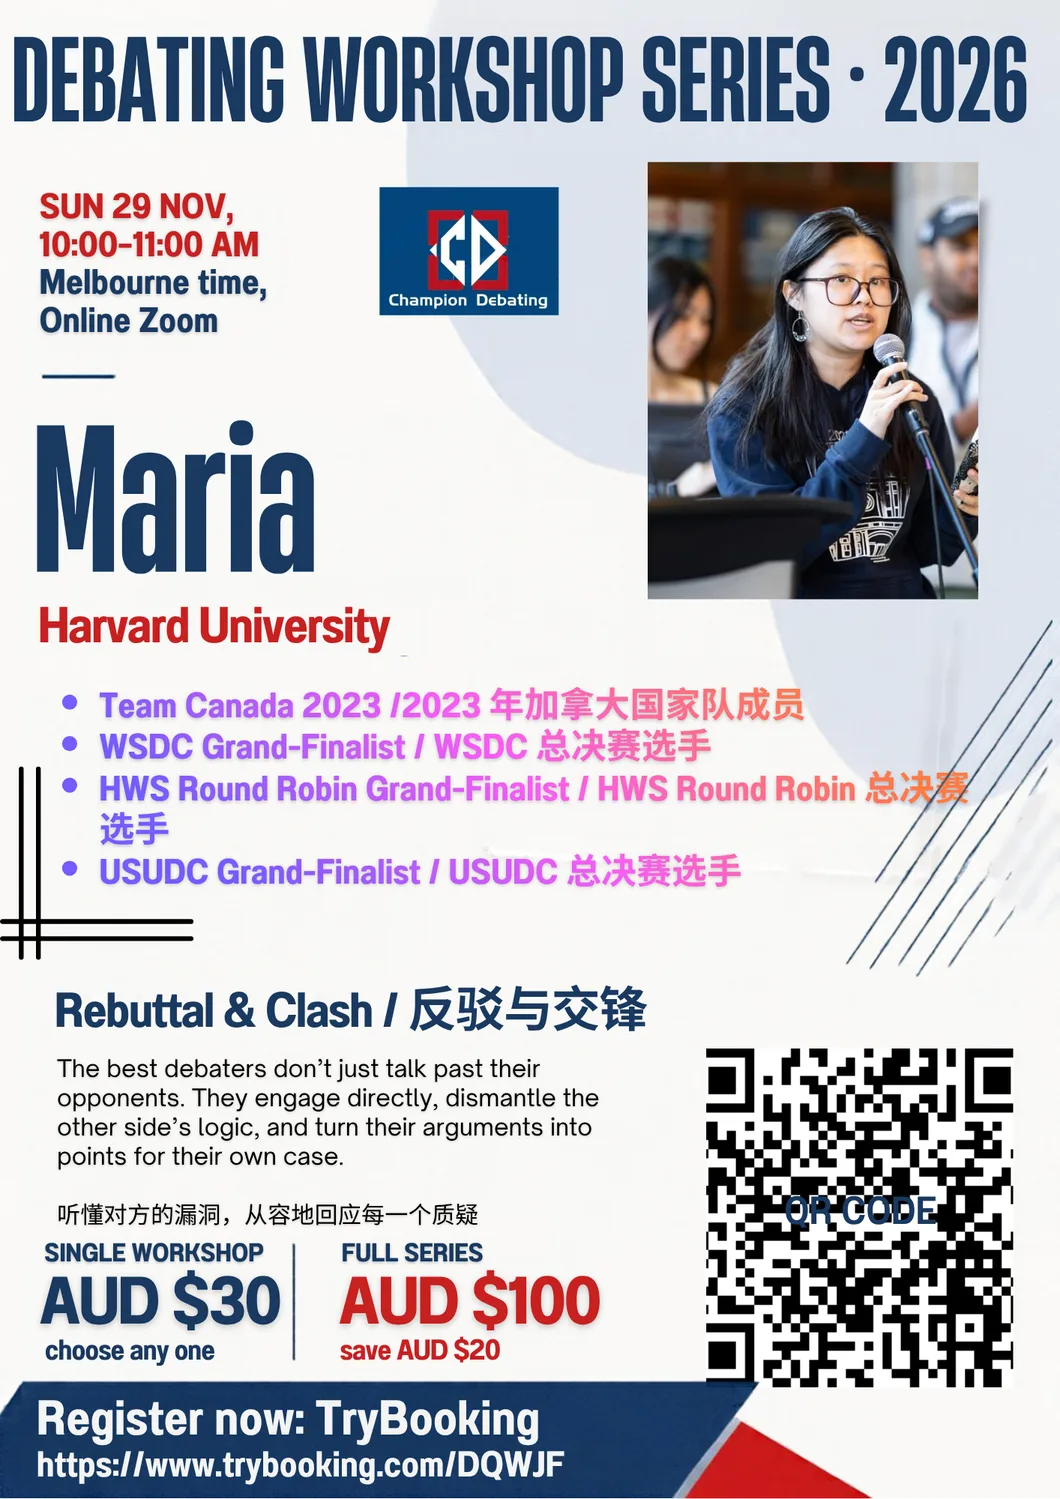 DEBATING WORKSHOP SERIES · 2026
SUN 29 NOV,
10:00–11:00 AM
Melbourne time,
Online Zoom
CD
Champion Debating
Maria
Harvard University
Team Canada 2023 /2023 年加拿大国家队成员
WSDC Grand-Finalist / WSDC 总决赛选手
HWS Round Robin Grand-Finalist / HWS Round Robin 总决赛
选手
USUDC Grand-Finalist / USUDC 总决赛选手
Rebuttal & Clash / 反驳与交锋
The best debaters don’t just talk past their
opponents. They engage directly, dismantle the
other side’s logic, and turn their arguments into
points for their own case.
听懂对方的漏洞，从容地回应每一个质疑
SINGLE WORKSHOP
AUD $30
choose any one
FULL SERIES
AUD $100
save AUD $20
QR CODE
Register now: TryBooking
https://www.trybooking.com/DQWJF